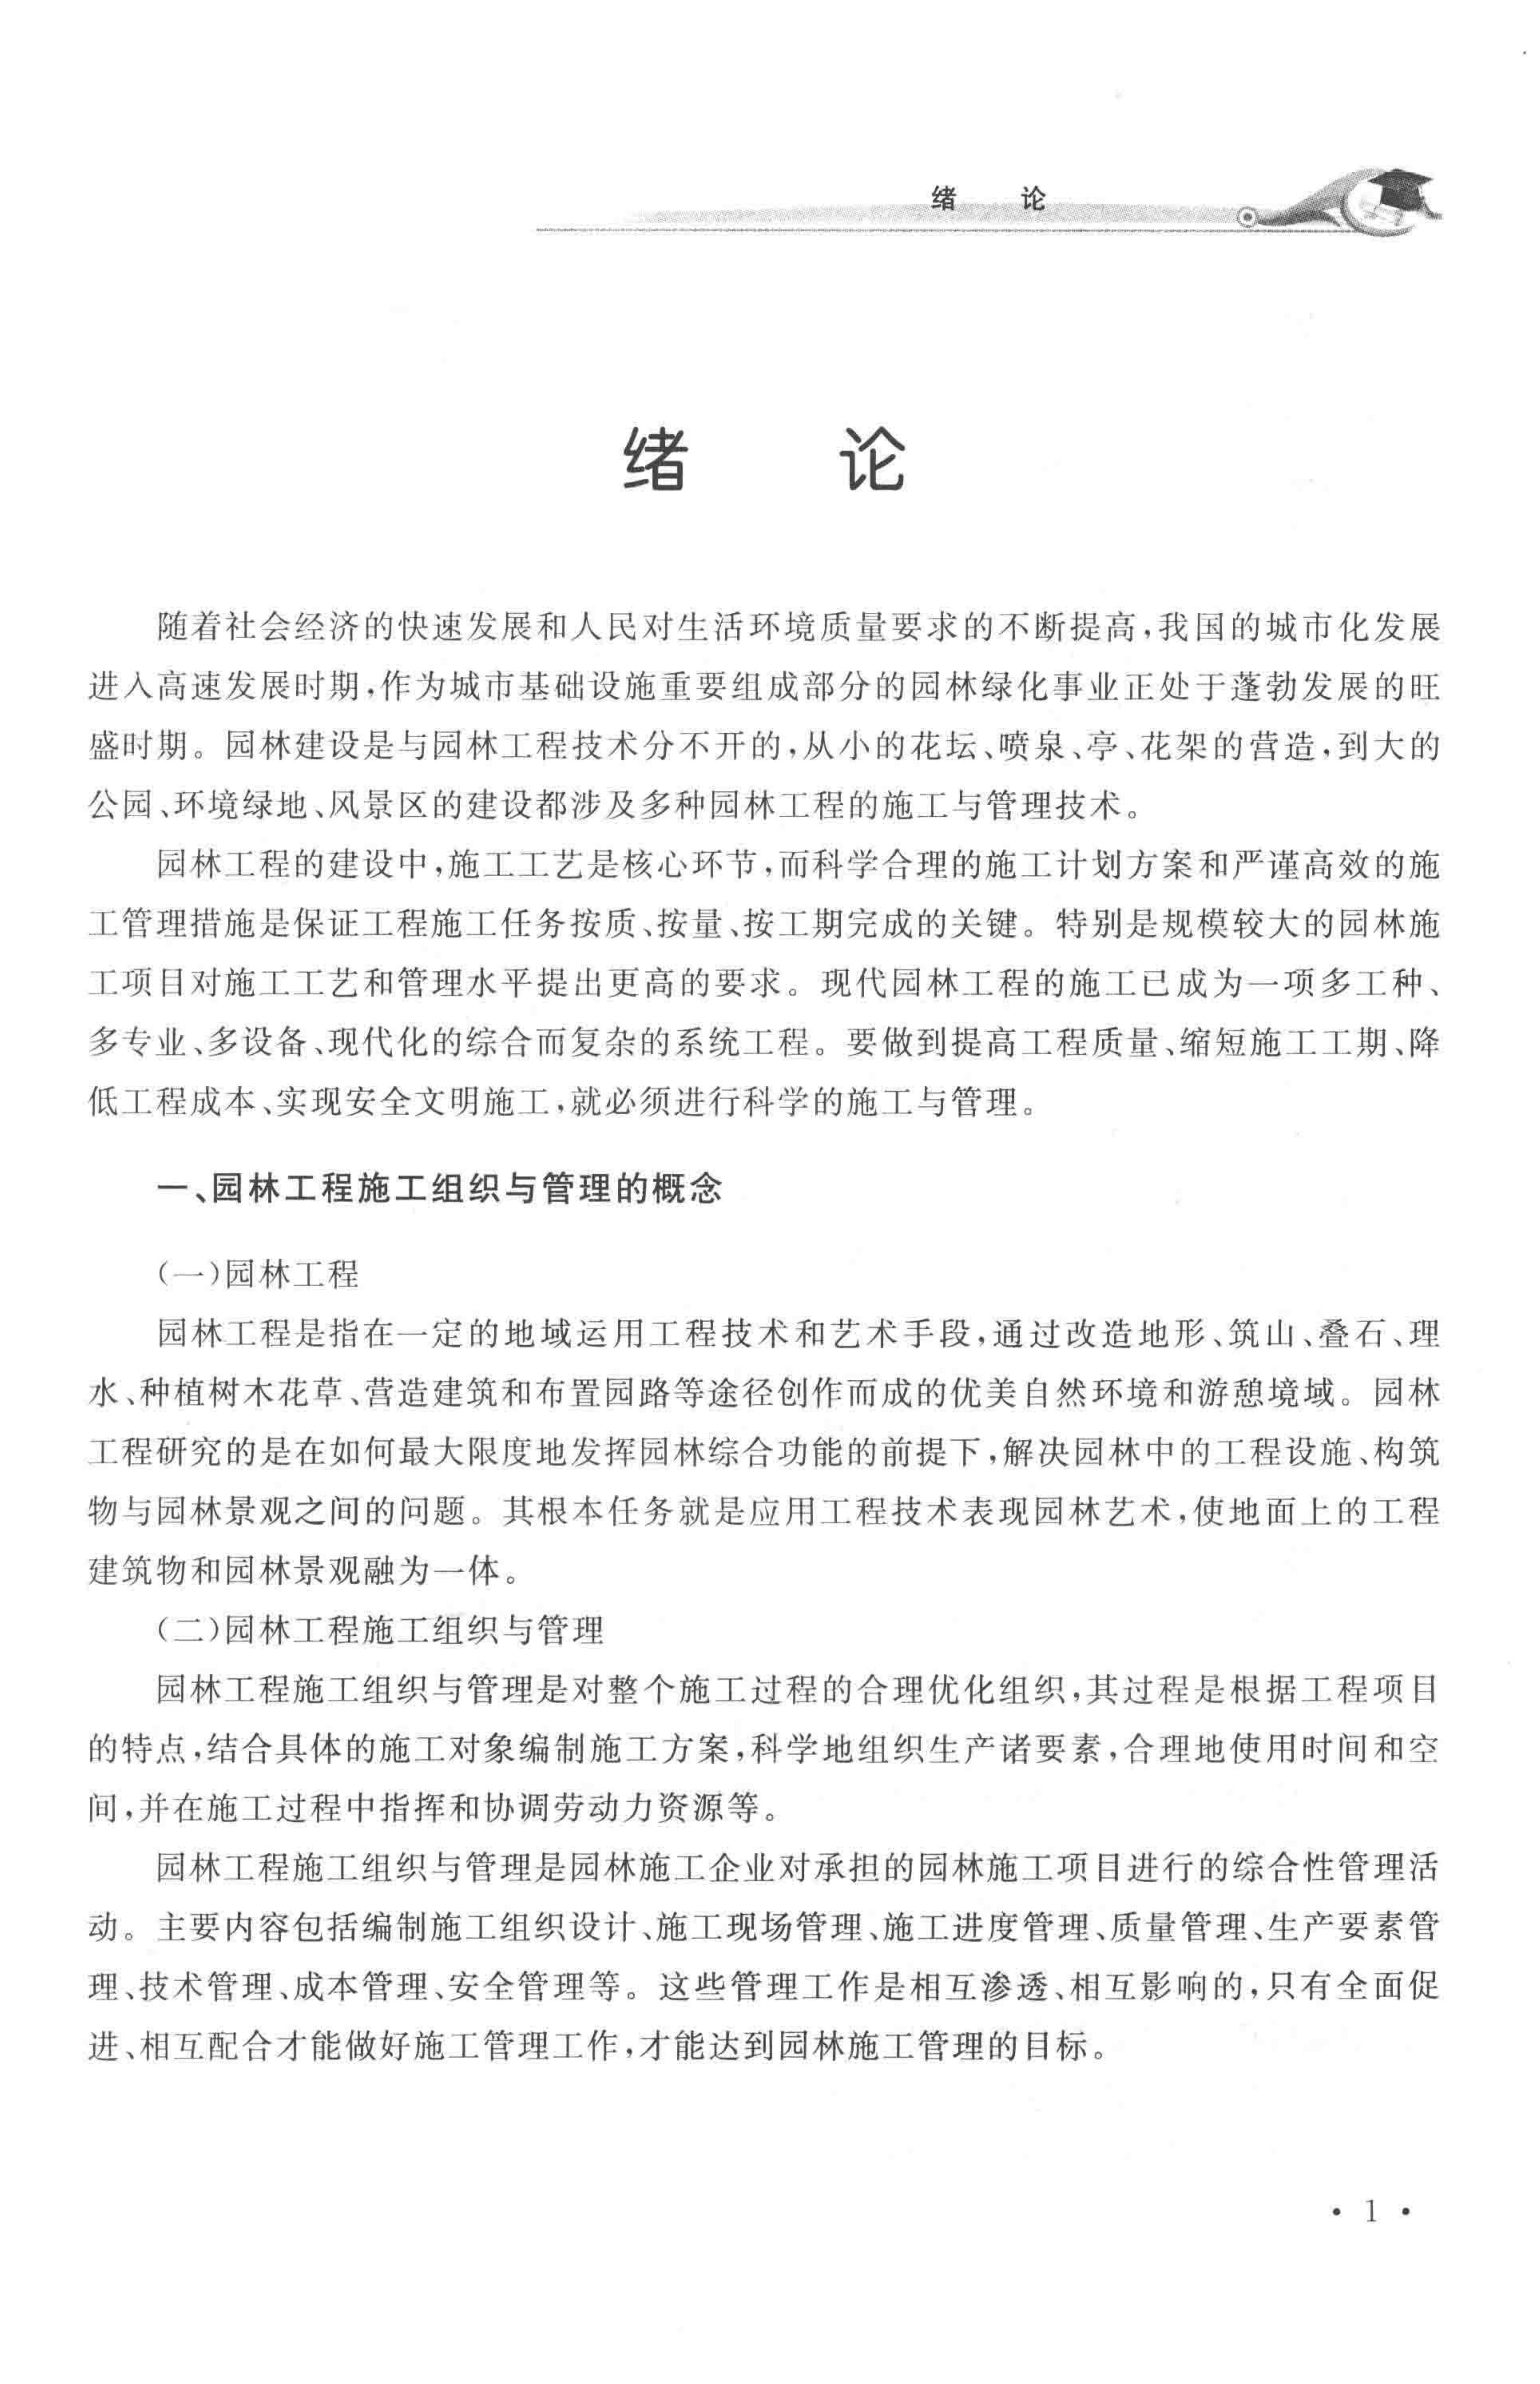 绪 论
绪 论
随着社会经济的快速发展和人民对生活环境质量要求的不断提高,我国的城市化发展
进入高速发展时期,作为城市基础设施重要组成部分的园林绿化事业正处于蓬勃发展的旺
盛时期。园林建设是与园林工程技术分不开的,从小的花坛、喷泉、亭、花架的营造,到大的
公园、环境绿地、风景区的建设都涉及多种园林工程的施工与管理技术。
园林工程的建设中,施工工艺是核心环节,而科学合理的施工计划方案和严谨高效的施
工管理措施是保证工程施工任务按质、按量、按工期完成的关键。特别是规模较大的园林施
工项目对施工工艺和管理水平提出更高的要求。现代园林工程的施工已成为一项多工种、
多专业、多设备、现代化的综合而复杂的系统工程。要做到提高工程质量、缩短施工工期、降
低工程成本、实现安全文明施工,就必须进行科学的施工与管理。
一、园林工程施工组织与管理的概念
(一)园林工程
园林工程是指在一定的地域运用工程技术和艺术手段,通过改造地形、筑山、叠石、理
水、种植树木花草、营造建筑和布置园路等途径创作而成的优美自然环境和游憩境域。园林
工程研究的是在如何最大限度地发挥园林综合功能的前提下,解决园林中的工程设施、构筑
物与园林景观之间的问题。其根本任务就是应用工程技术表现园林艺术,使地面上的工程
建筑物和园林景观融为一体。
(二)园林工程施工组织与管理
园林工程施工组织与管理是对整个施工过程的合理优化组织,其过程是根据工程项目
的特点,结合具体的施工对象编制施工方案,科学地组织生产诸要素,合理地使用时间和空
间,并在施工过程中指挥和协调劳动力资源等。
园林工程施工组织与管理是园林施工企业对承担的园林施工项目进行的综合性管理活
动。主要内容包括编制施工组织设计、施工现场管理、施工进度管理、质量管理、生产要素管
理、技术管理、成本管理、安全管理等。这些管理工作是相互渗透、相互影响的,只有全面促
进、相互配合才能做好施工管理工作,才能达到园林施工管理的目标。
• 1 •